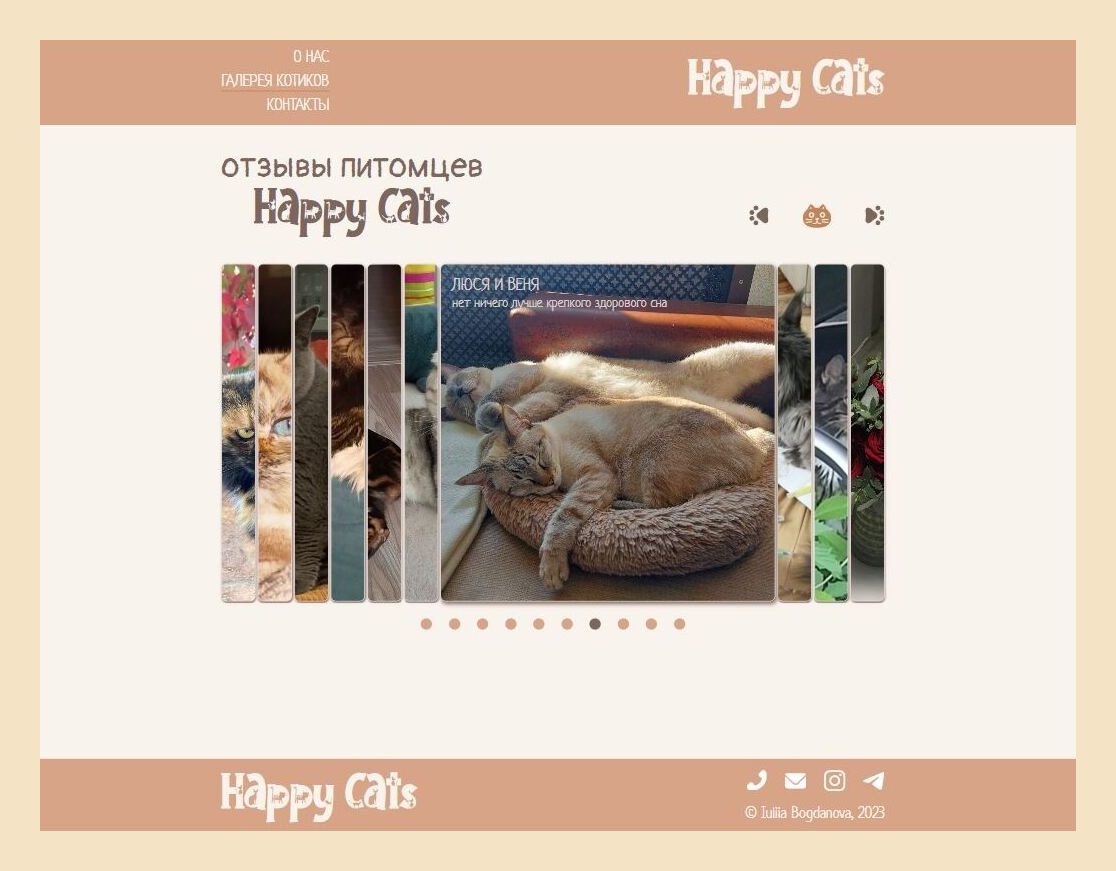 О НАС
ГАЛЕРЕЯ КОТИКОВ
КОНТАКТЫ
Happy Cats
отзывы питомцев
Happy Cats
ЛЮСЯ И ВЕНЯ
нет ничего лучше крепкого здорового сна
Happy Cats
© Iuliia Bogdanova, 2023